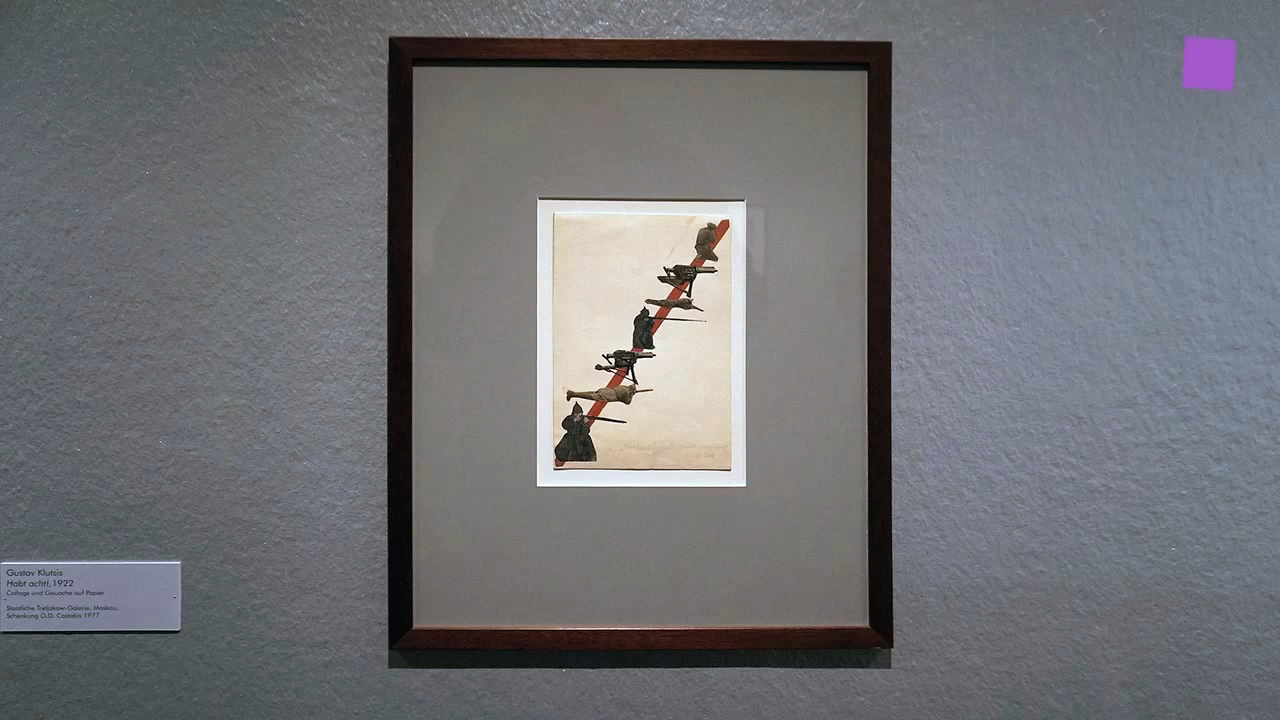 Gustav Klutsis
Habt acht!, 1922
Collage und Gouache auf Papier
Staatliche Tretjakow-Galerie, Moskau,
Schenkung G.D. Costakis 1977